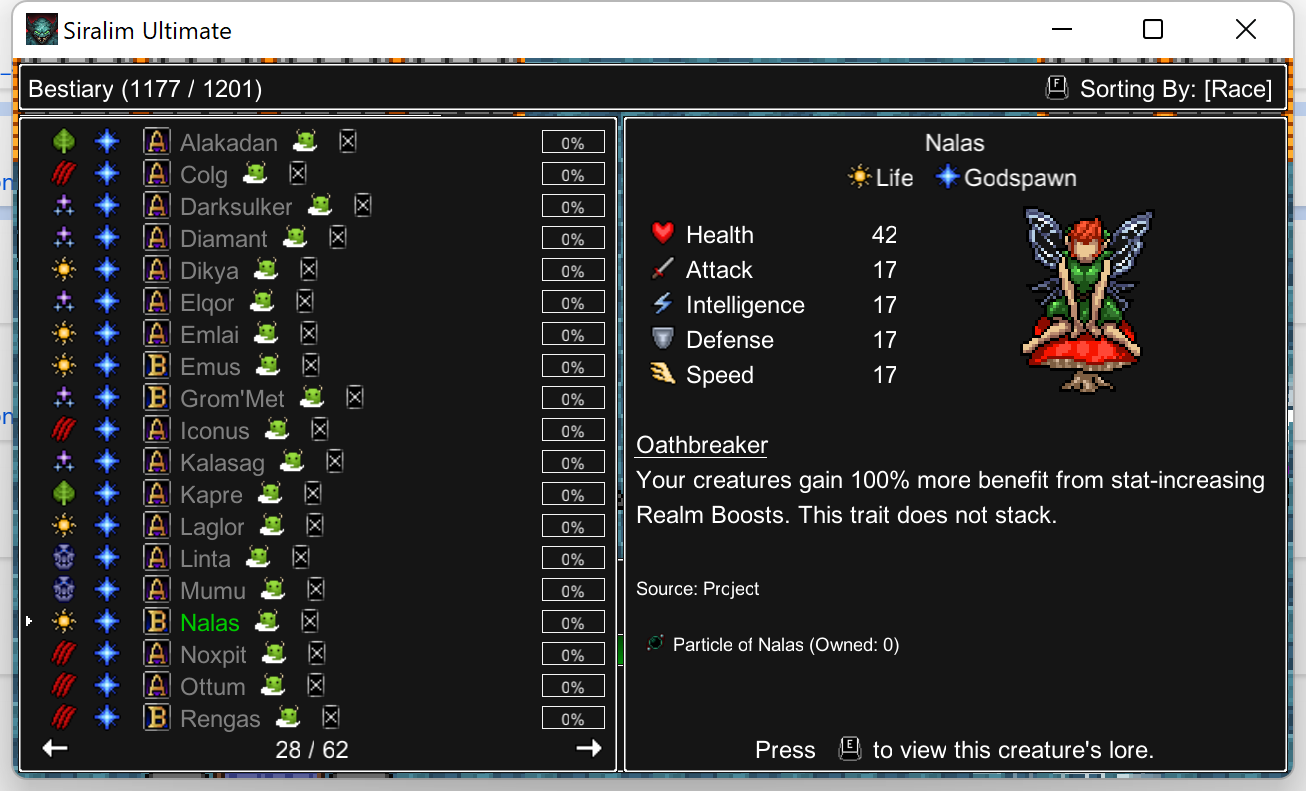 Siralim Ultimate
Bestiary (1177 / 1201)
F Sorting By: [Race]
A Alakadan 0%
A Colg 0%
A Darksulker 0%
A Diamant 0%
A Dikya 0%
A Elqor 0%
A Emlai 0%
B Emus 0%
B Grom'Met 0%
A Iconus 0%
A Kalasag 0%
A Kapre 0%
A Laglor 0%
A Linta 0%
A Mumu 0%
B Nalas 0%
A Noxpit 0%
A Ottum 0%
B Rengas 0%
28 / 62
Nalas
Life Godspawn
Health 42
Attack 17
Intelligence 17
Defense 17
Speed 17
Oathbreaker
Your creatures gain 100% more benefit from stat-increasing
Realm Boosts. This trait does not stack.
Source: Project
Particle of Nalas (Owned: 0)
Press E to view this creature's lore.